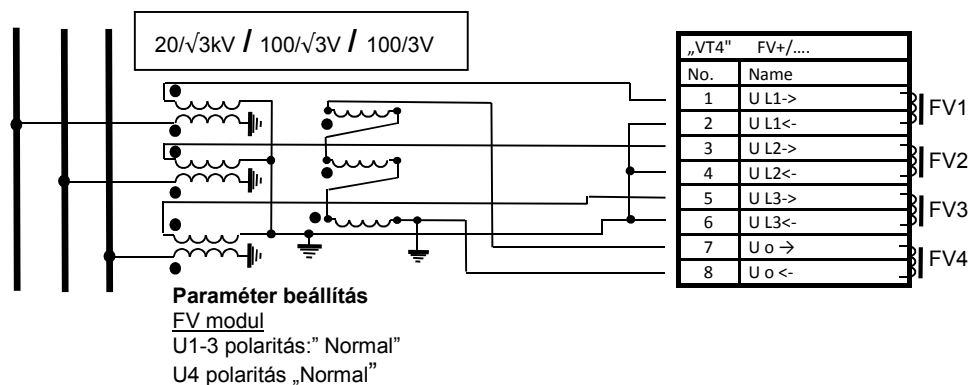 20/√3kV / 100/√3V / 100/3V
„VT4" FV+/....
No. Name
1 U L1->
2 U L1<-
3 U L2->
4 U L2<-
5 U L3->
6 U L3<-
7 U o →
8 U o <-
FV1
FV2
FV3
FV4
Paraméter beállítás
FV modul
U1-3 polaritás:” Normal”
U4 polaritás „Normal”